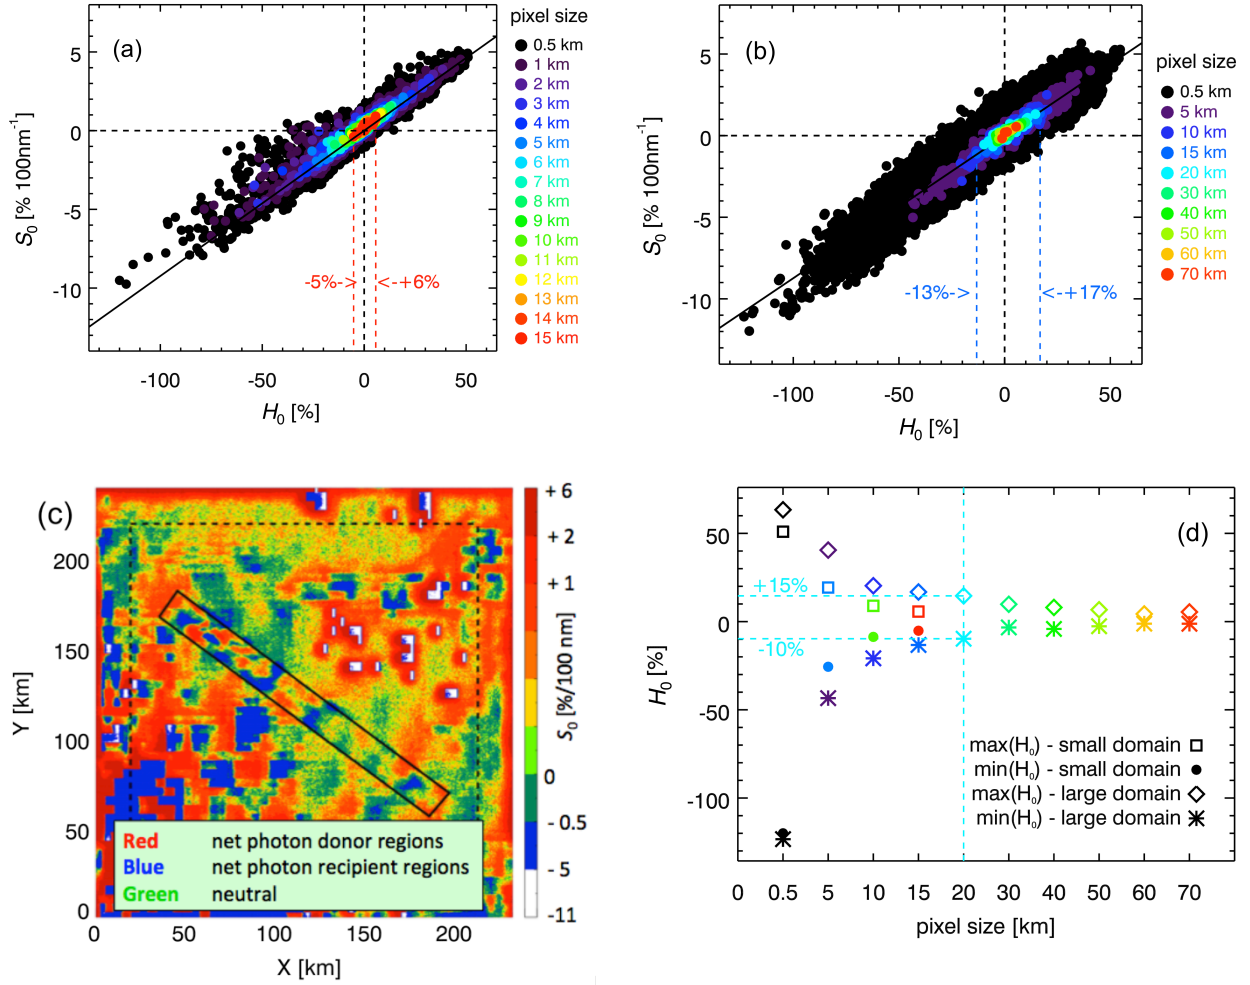 (a)
pixel size
0.5 km
1 km
2 km
3 km
4 km
5 km
6 km
7 km
8 km
9 km
10 km
11 km
12 km
13 km
14 km
15 km
5
0
-5
-10
S₀ [% 100nm⁻¹]
-5%->
<-+6%
-100
-50
0
50
H₀ [%]
(b)
pixel size
0.5 km
5 km
10 km
15 km
20 km
30 km
40 km
50 km
60 km
70 km
5
0
-5
-10
S₀ [% 100nm⁻¹]
-13%->
<-+17%
-100
-50
0
50
H₀ [%]
(c)
200
150
100
50
0
Y [km]
Red net photon donor regions
Blue net photon recipient regions
Green neutral
0
50
100
150
200
X [km]
+ 6
+ 2
+ 1
0
- 0.5
- 5
-11
S₀ [%/100 nm]
(d)
50
0
-50
-100
H₀ [%]
+15%
-10%
max(H₀) - small domain
min(H₀) - small domain
max(H₀) - large domain
min(H₀) - large domain
0
0.5
5
10
15
20
30
40
50
60
70
pixel size [km]